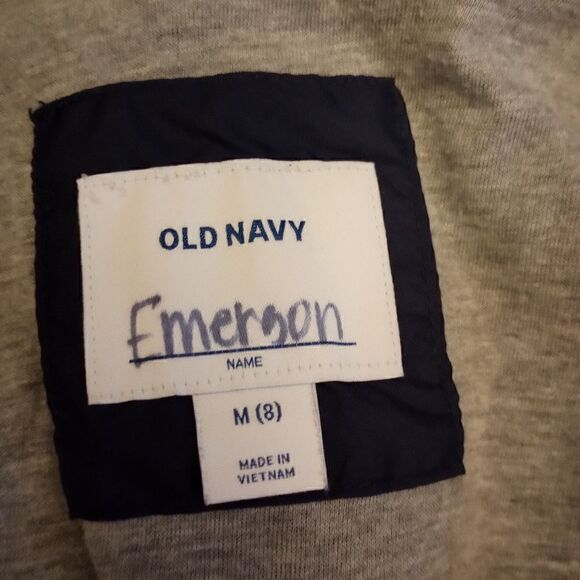 OLD NAVY
Emerson
NAME
M (8)
MADE IN
VIETNAM